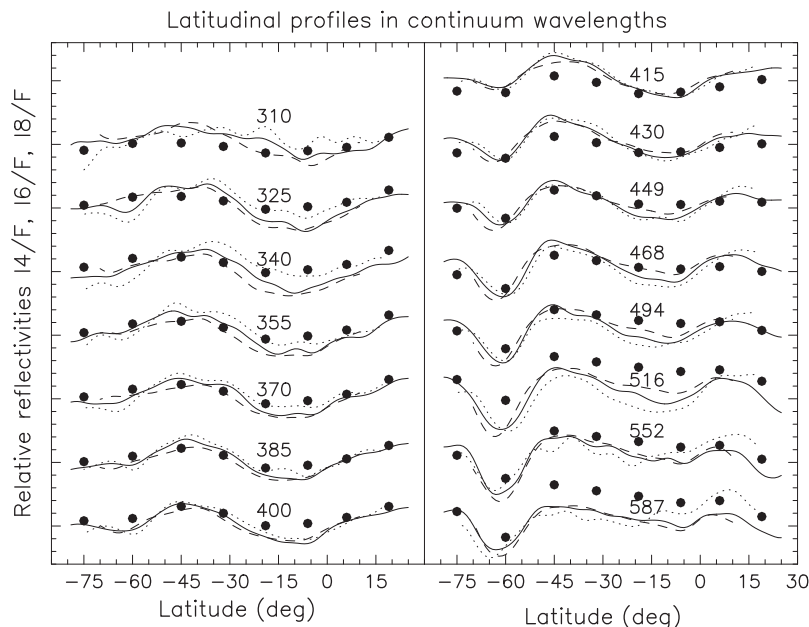 Latitudinal profiles in continuum wavelengths
Relative reflectivities I4/F, I6/F, I8/F
310
325
340
355
370
385
400
415
430
449
468
494
516
552
587
−75 −60 −45 −30 −15 0 15
−75 −60 −45 −30 −15 0 15 30
Latitude (deg)
Latitude (deg)